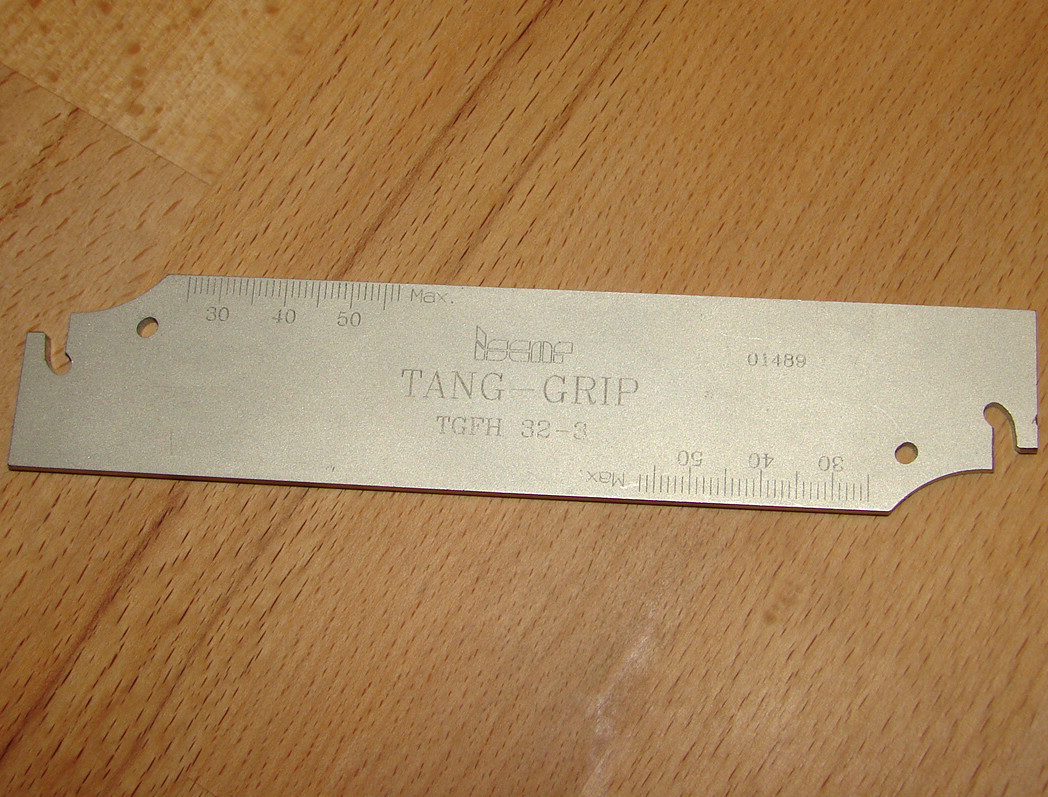 Max.
30 40 50
iscar
01489
TANG-GRIP
TGFH 32-3
50 40 30
Max.